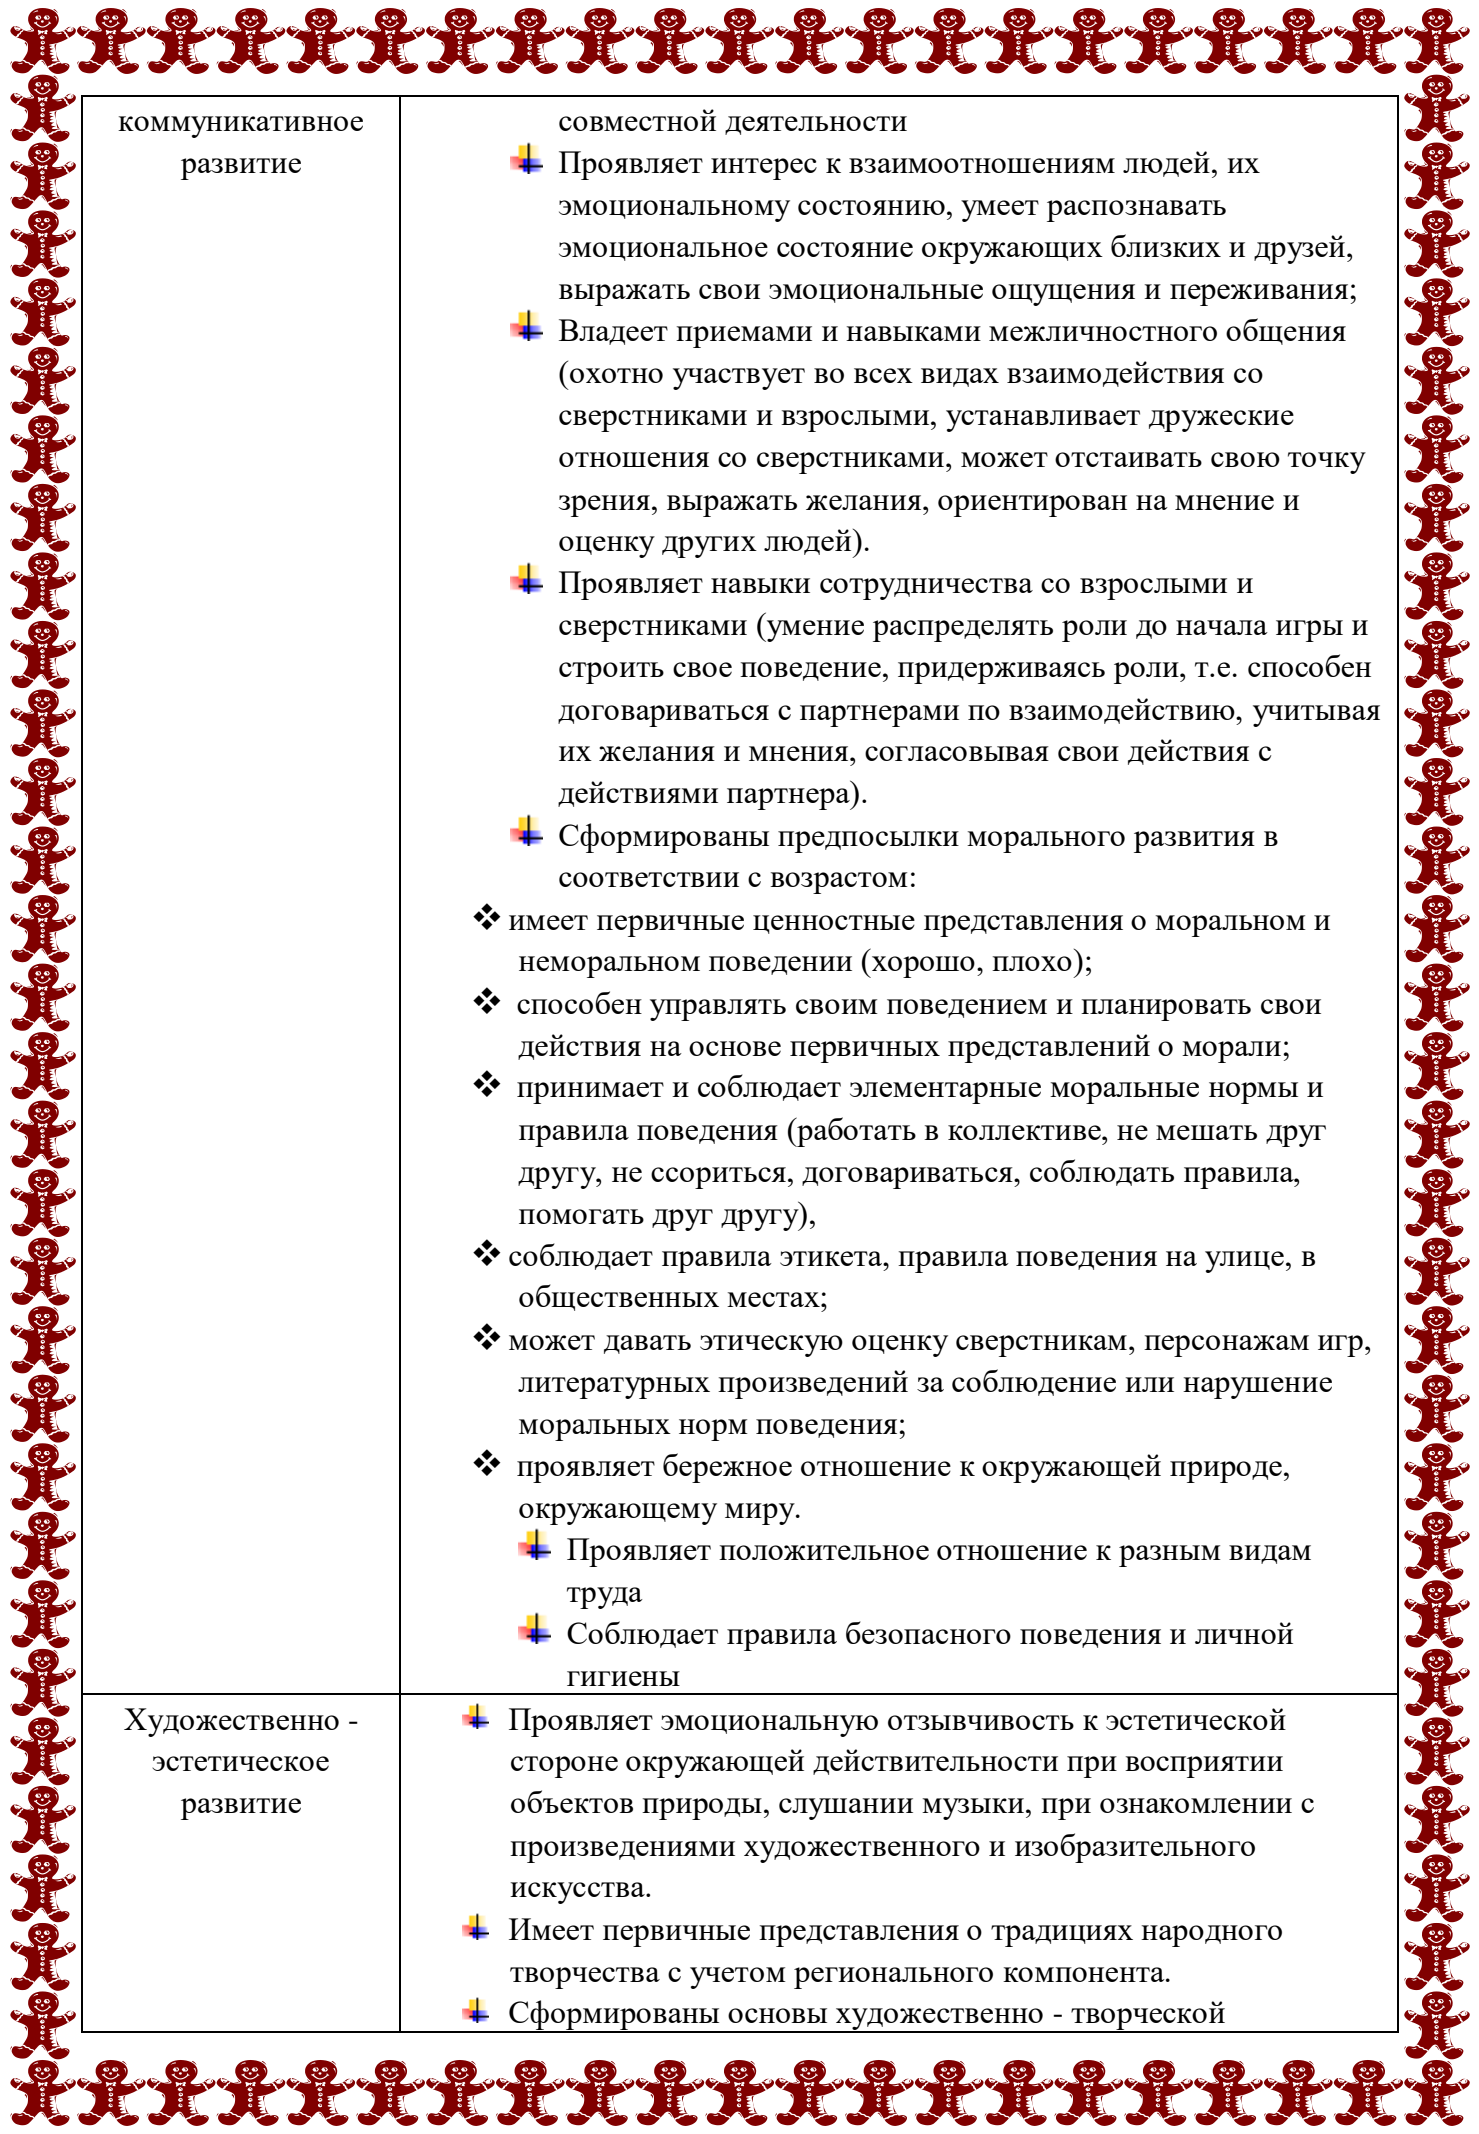 коммуникативное
развитие
совместной деятельности
Проявляет интерес к взаимоотношениям людей, их
эмоциональному состоянию, умеет распознавать
эмоциональное состояние окружающих близких и друзей,
выражать свои эмоциональные ощущения и переживания;
Владеет приемами и навыками межличностного общения
(охотно участвует во всех видах взаимодействия со
сверстниками и взрослыми, устанавливает дружеские
отношения со сверстниками, может отстаивать свою точку
зрения, выражать желания, ориентирован на мнение и
оценку других людей).
Проявляет навыки сотрудничества со взрослыми и
сверстниками (умение распределять роли до начала игры и
строить свое поведение, придерживаясь роли, т.е. способен
договариваться с партнерами по взаимодействию, учитывая
их желания и мнения, согласовывая свои действия с
действиями партнера).
Сформированы предпосылки морального развития в
соответствии с возрастом:
❖ имеет первичные ценностные представления о моральном и
неморальном поведении (хорошо, плохо);
❖ способен управлять своим поведением и планировать свои
действия на основе первичных представлений о морали;
❖ принимает и соблюдает элементарные моральные нормы и
правила поведения (работать в коллективе, не мешать друг
другу, не ссориться, договариваться, соблюдать правила,
помогать друг другу),
❖ соблюдает правила этикета, правила поведения на улице, в
общественных местах;
❖ может давать этическую оценку сверстникам, персонажам игр,
литературных произведений за соблюдение или нарушение
моральных норм поведения;
❖ проявляет бережное отношение к окружающей природе,
окружающему миру.
Проявляет положительное отношение к разным видам
труда
Соблюдает правила безопасного поведения и личной
гигиены
Художественно -
эстетическое
развитие
Проявляет эмоциональную отзывчивость к эстетической
стороне окружающей действительности при восприятии
объектов природы, слушании музыки, при ознакомлении с
произведениями художественного и изобразительного
искусства.
Имеет первичные представления о традициях народного
творчества с учетом регионального компонента.
Сформированы основы художественно - творческой